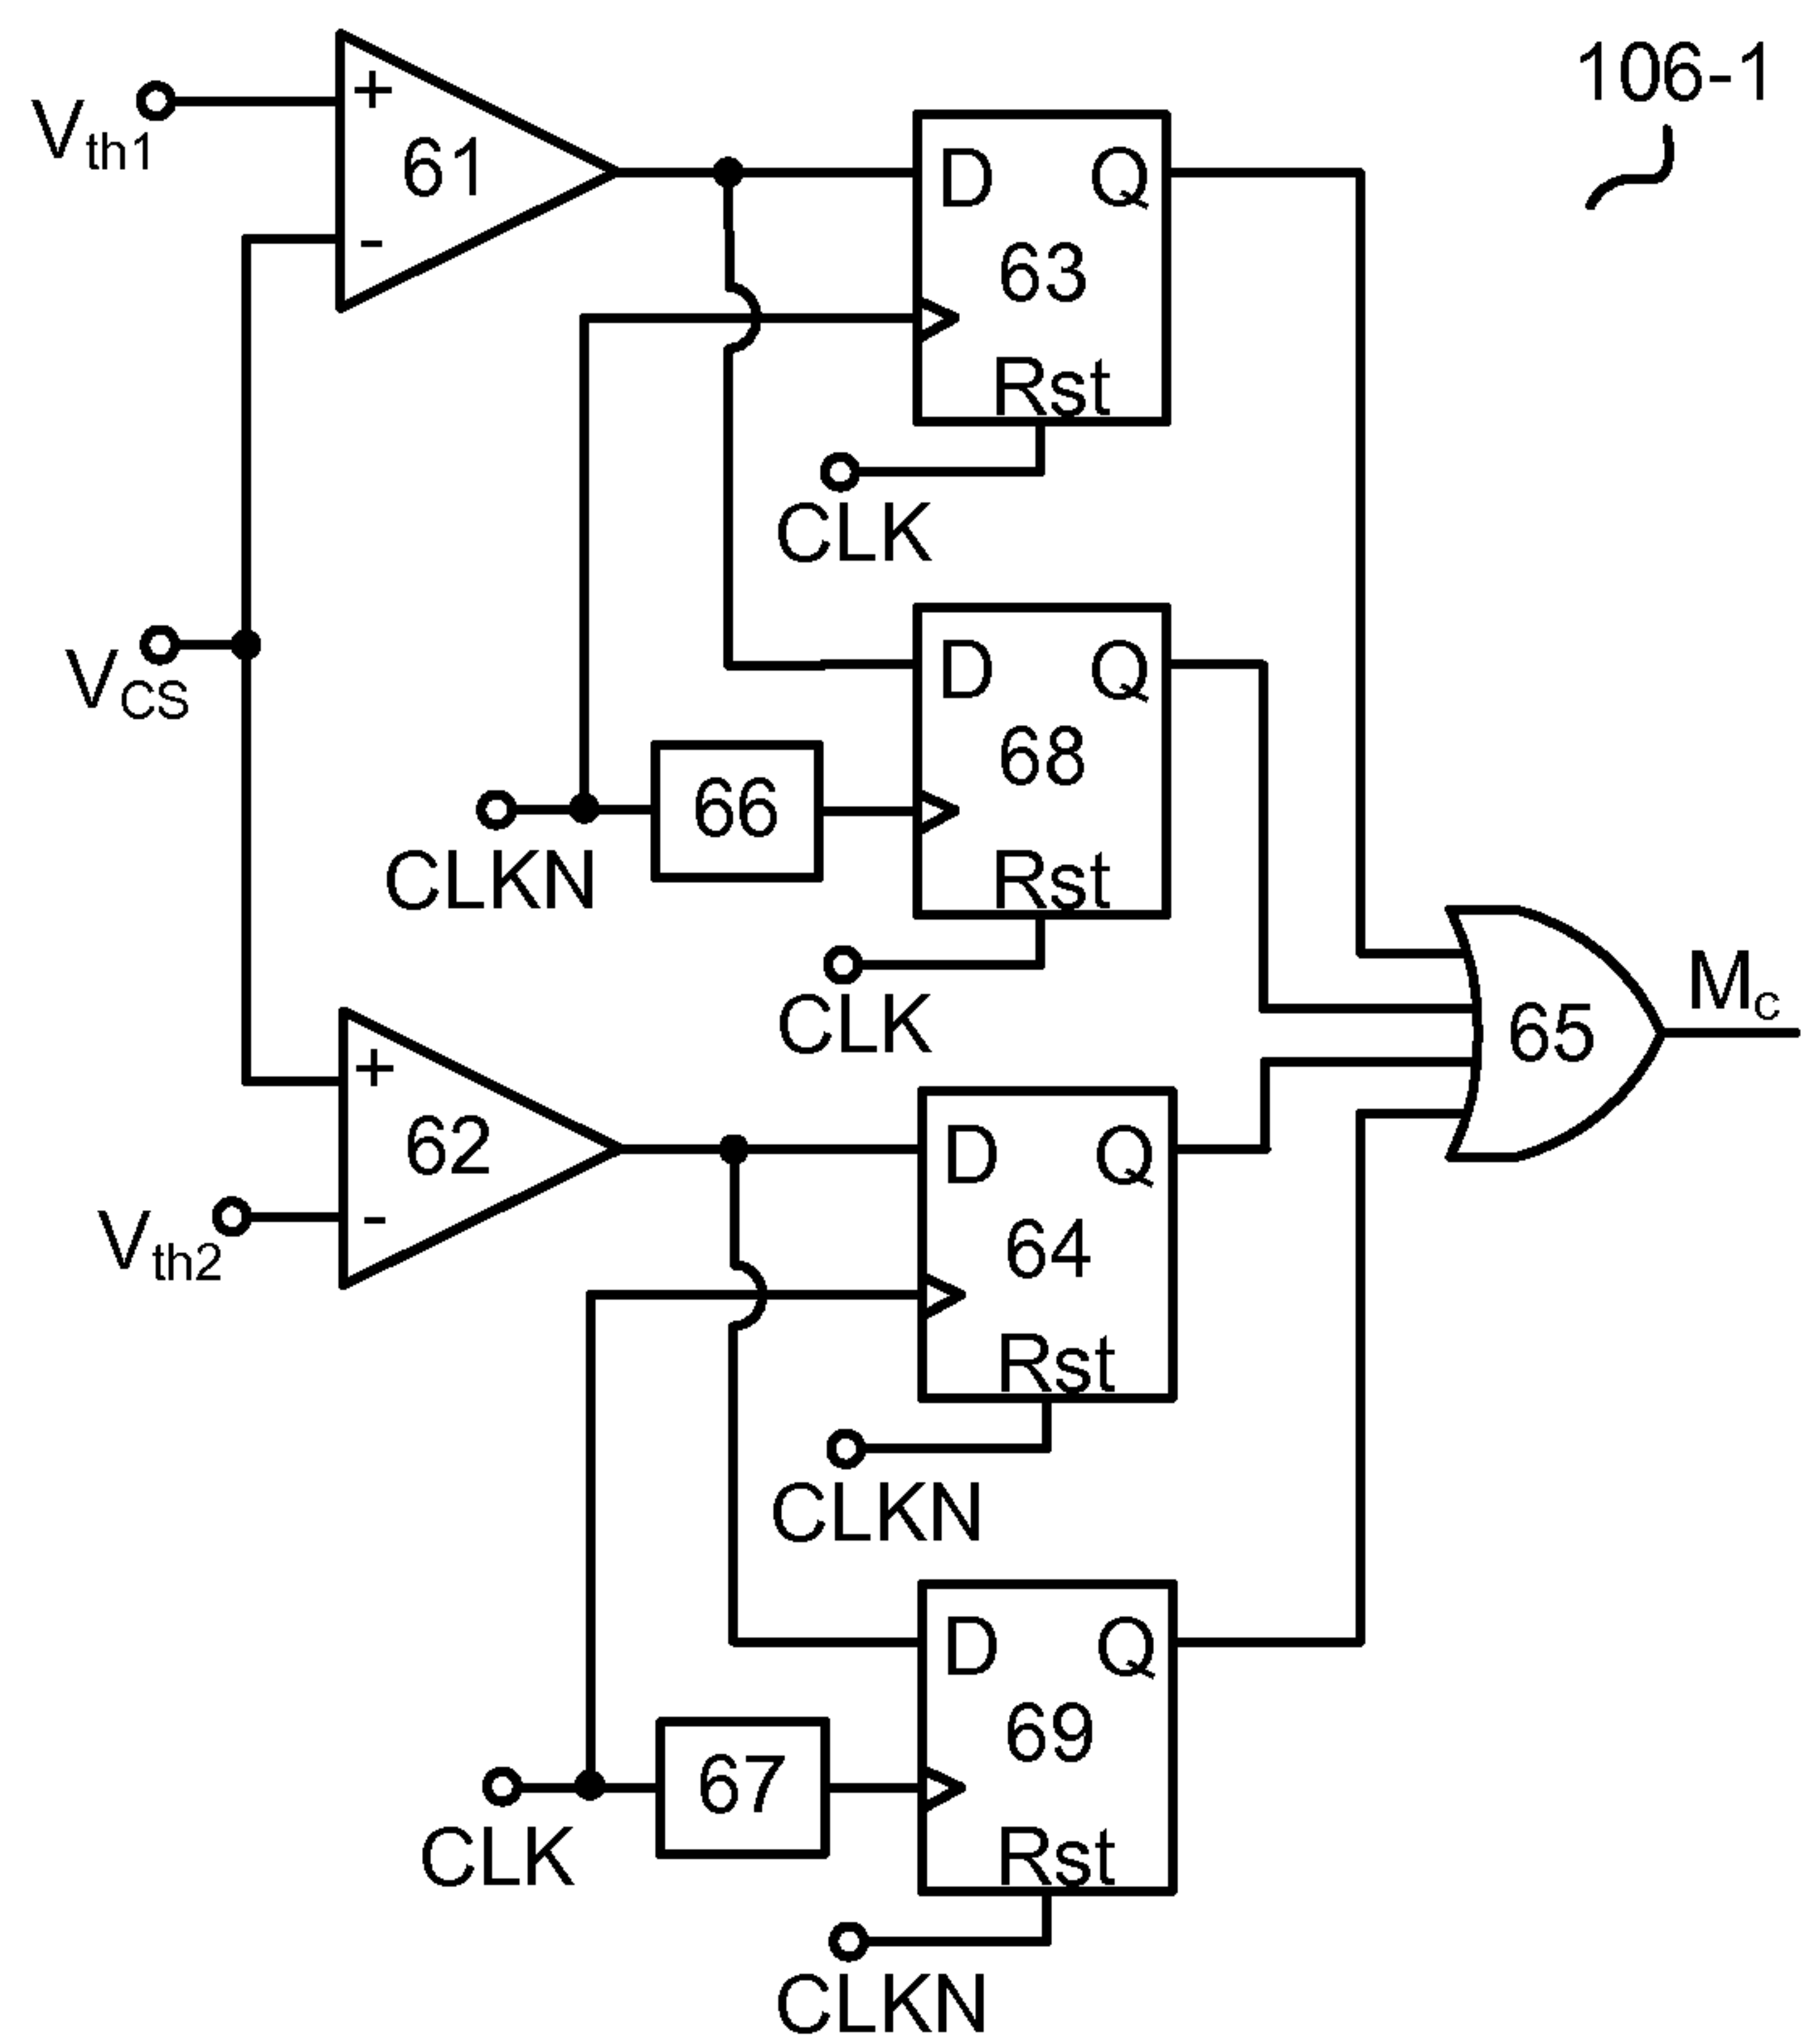 106-1
Vth1
+
61
-
D Q
63
Rst
CLK
VCS
D Q
68
66
CLKN
Rst
CLK
+
62
-
Vth2
65
Mc
D Q
64
Rst
CLKN
D Q
69
67
CLK
Rst
CLKN